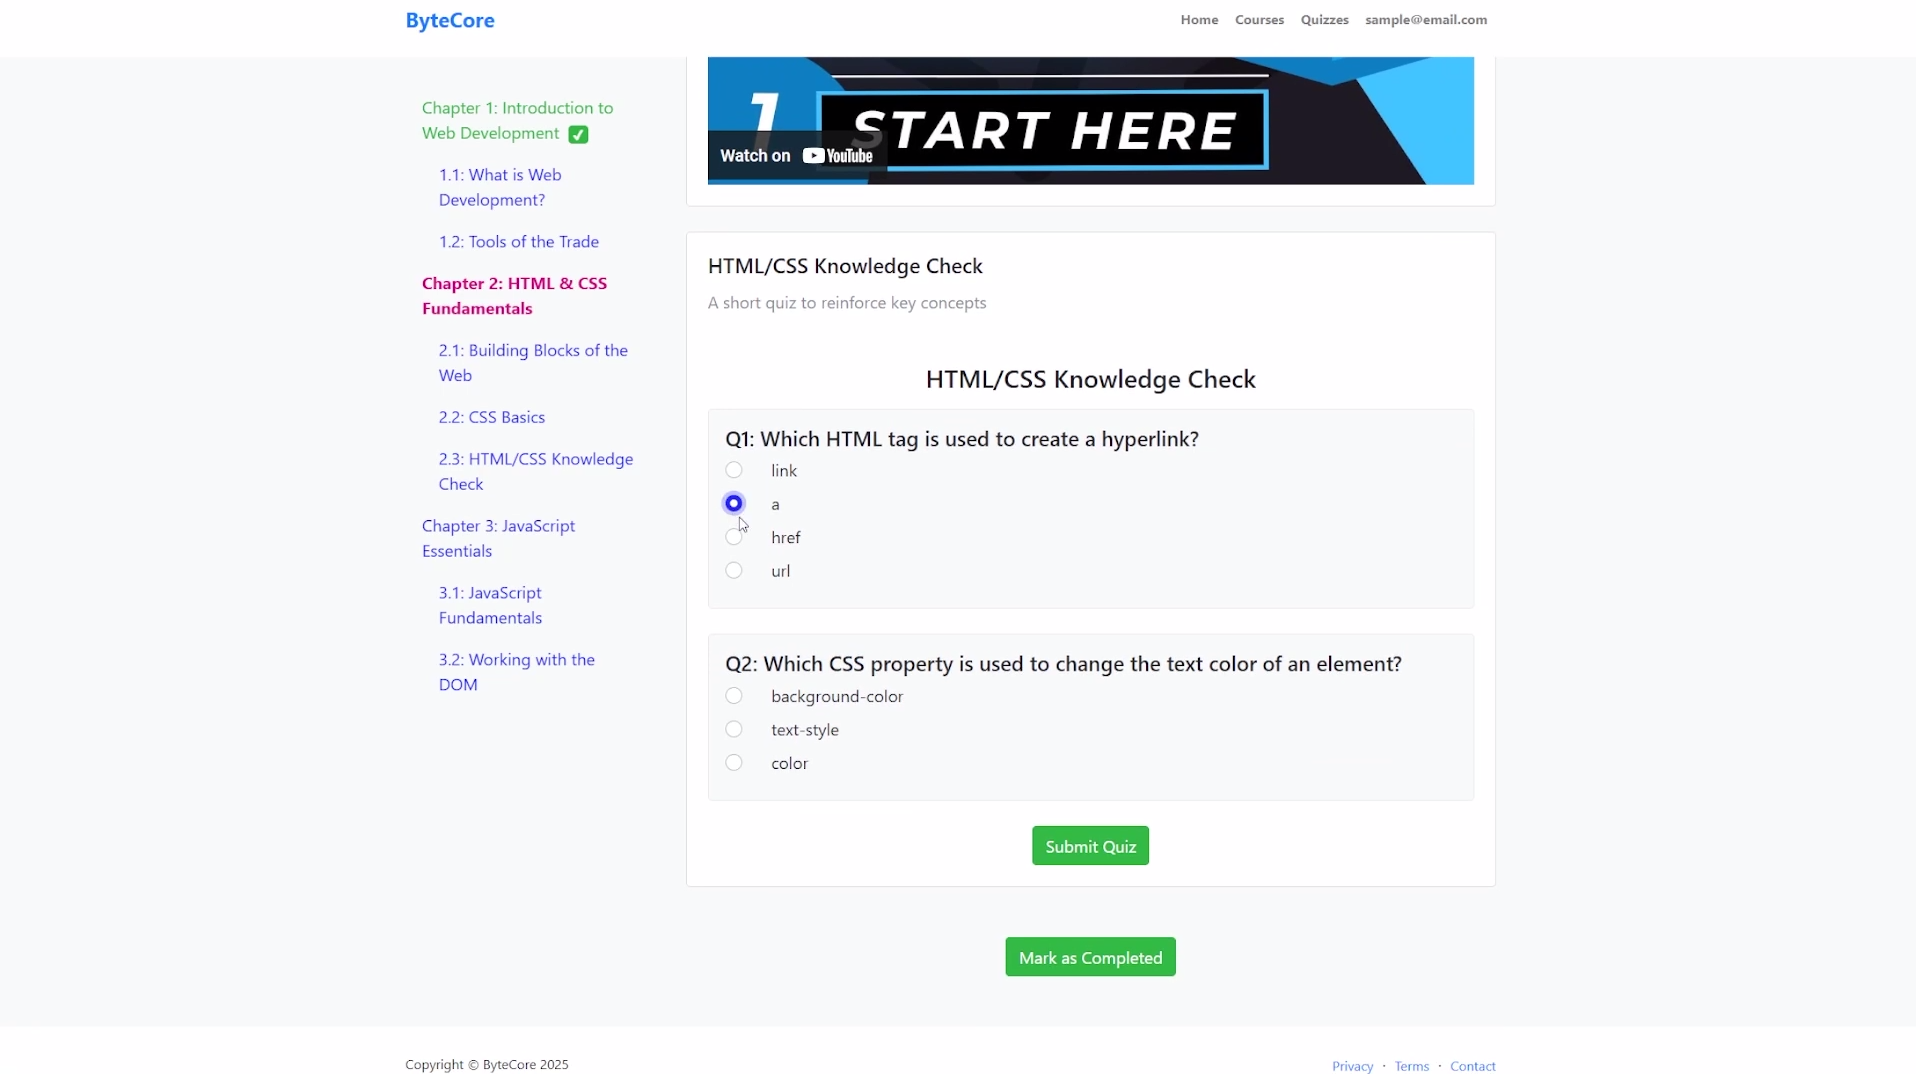 ByteCore
Home Courses Quizzes sample@email.com
Chapter 1: Introduction to
Web Development
1.1: What is Web
Development?
1.2: Tools of the Trade
Chapter 2: HTML & CSS
Fundamentals
2.1: Building Blocks of the
Web
2.2: CSS Basics
2.3: HTML/CSS Knowledge
Check
Chapter 3: JavaScript
Essentials
3.1: JavaScript
Fundamentals
3.2: Working with the
DOM
1 START HERE
Watch on YouTube
HTML/CSS Knowledge Check
A short quiz to reinforce key concepts
HTML/CSS Knowledge Check
Q1: Which HTML tag is used to create a hyperlink?
link
a
href
url
Q2: Which CSS property is used to change the text color of an element?
background-color
text-style
color
Submit Quiz
Mark as Completed
Copyright © ByteCore 2025
Privacy · Terms · Contact